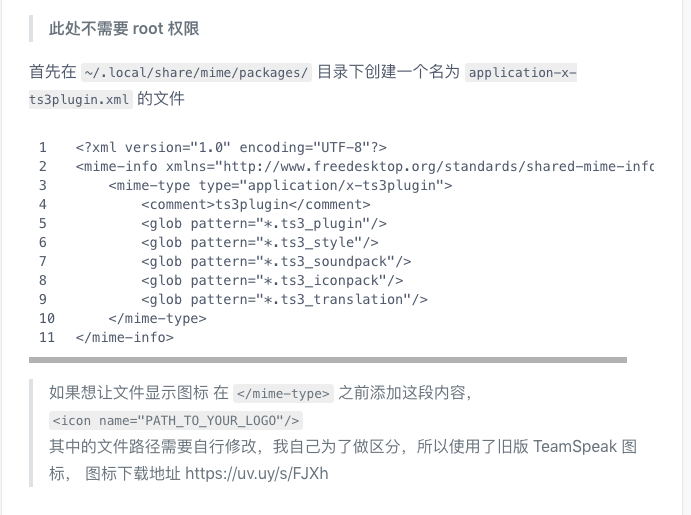 此处不需要 root 权限
首先在 ~/.local/share/mime/packages/ 目录下创建一个名为 application-x-
ts3plugin.xml 的文件
1 <?xml version="1.0" encoding="UTF-8"?>
2 <mime-info xmlns="http://www.freedesktop.org/standards/shared-mime-info
3 <mime-type type="application/x-ts3plugin">
4 <comment>ts3plugin</comment>
5 <glob pattern="*.ts3_plugin"/>
6 <glob pattern="*.ts3_style"/>
7 <glob pattern="*.ts3_soundpack"/>
8 <glob pattern="*.ts3_iconpack"/>
9 <glob pattern="*.ts3_translation"/>
10 </mime-type>
11 </mime-info>
如果想让文件显示图标 在 </mime-type> 之前添加这段内容，
<icon name="PATH_TO_YOUR_LOGO"/>
其中的文件路径需要自行修改，我自己为了做区分，所以使用了旧版 TeamSpeak 图
标， 图标下载地址 https://uv.uy/s/FJXh